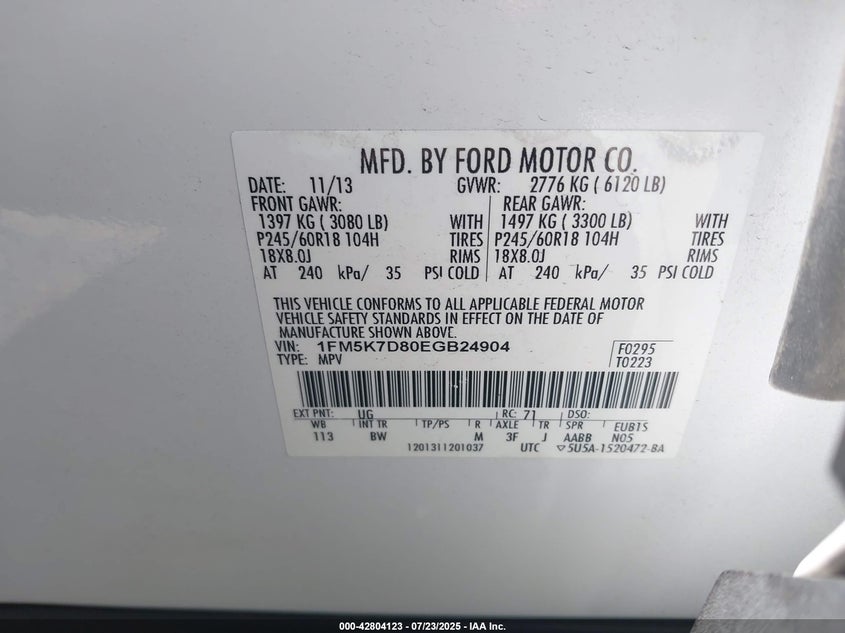 MFD. BY FORD MOTOR CO.
DATE: 11/13 GVWR: 2776 KG ( 6120 LB)
FRONT GAWR: REAR GAWR:
1397 KG ( 3080 LB) WITH 1497 KG ( 3300 LB) WITH
P245/60R18 104H TIRES P245/60R18 104H TIRES
18X8.0J RIMS 18X8.0J RIMS
AT 240 kPa/ 35 PSI COLD AT 240 kPa/ 35 PSI COLD
THIS VEHICLE CONFORMS TO ALL APPLICABLE FEDERAL MOTOR
VEHICLE SAFETY STANDARDS IN EFFECT ON THE DATE OF
MANUFACTURE SHOWN ABOVE.
VIN: 1FM5K7D80EGB24904 F0295
TYPE: MPV T0223
EXT PNT: UG RC: 71 DSO:
WB INT TR TP/PS R AXLE TR SPR EUB1S
113 BW M 3F J AABB N05
1201311201037 UTC ▽5U5A-1520472-BA
000-42804123 - 07/23/2025 - IAA Inc.